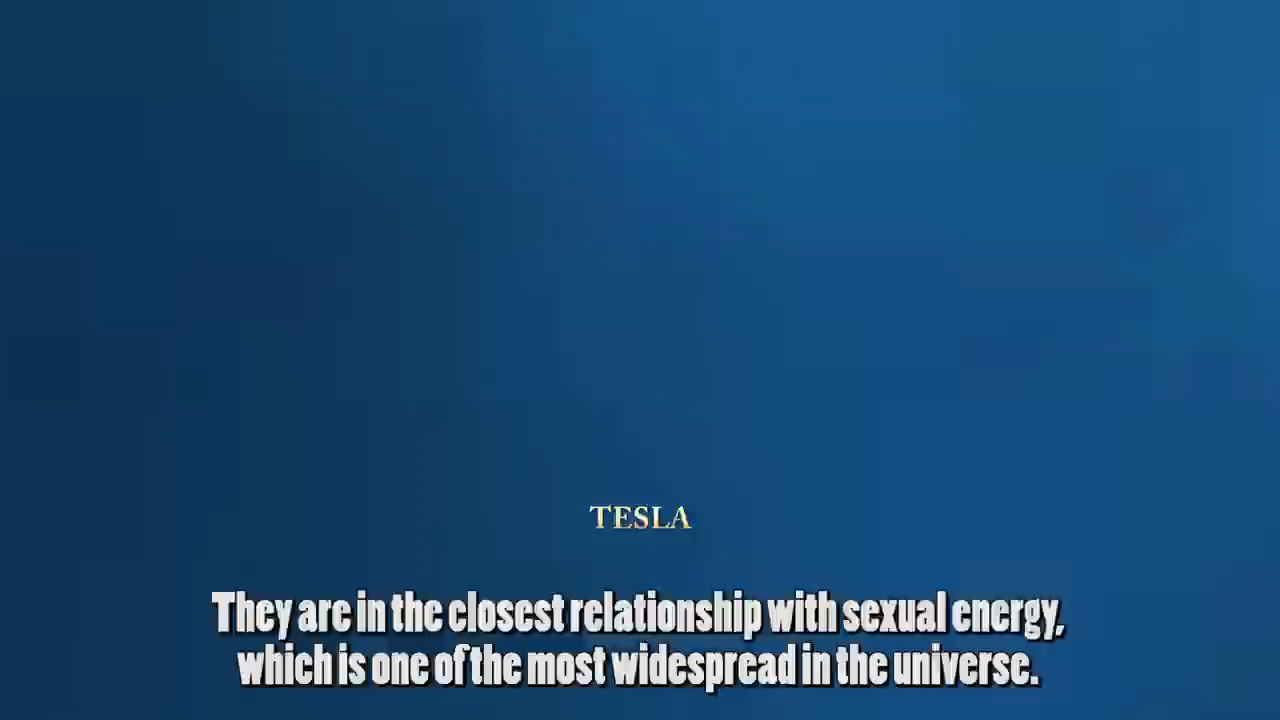 TESLA
They are in the closest relationship with sexual energy,
which is one of the most widespread in the universe.